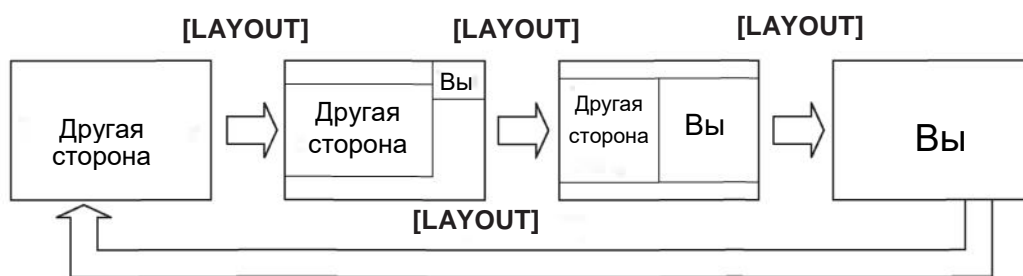 [LAYOUT] [LAYOUT] [LAYOUT]
Другая
сторона
Вы
Другая
сторона
Другая
сторона
Вы
Вы
[LAYOUT]